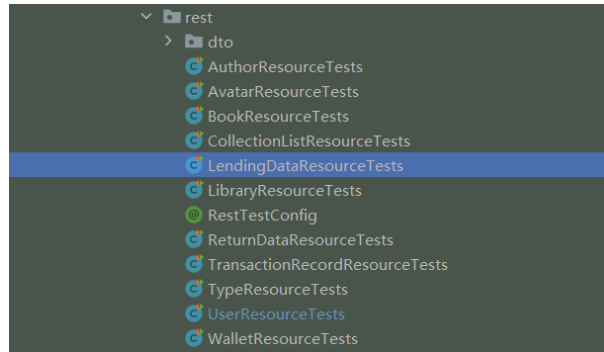 rest
dto
AuthorResourceTests
AvatarResourceTests
BookResourceTests
CollectionListResourceTests
LendingDataResourceTests
LibraryResourceTests
RestTestConfig
ReturnDataResourceTests
TransactionRecordResourceTests
TypeResourceTests
UserResourceTests
WalletResourceTests